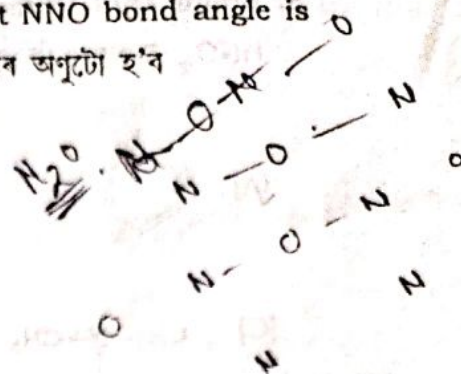 t NNO bond angle is
ব অণুটো হ'ব
N₂O . N - O - N - O
N - O - N
N - O - N
O
O
N
N